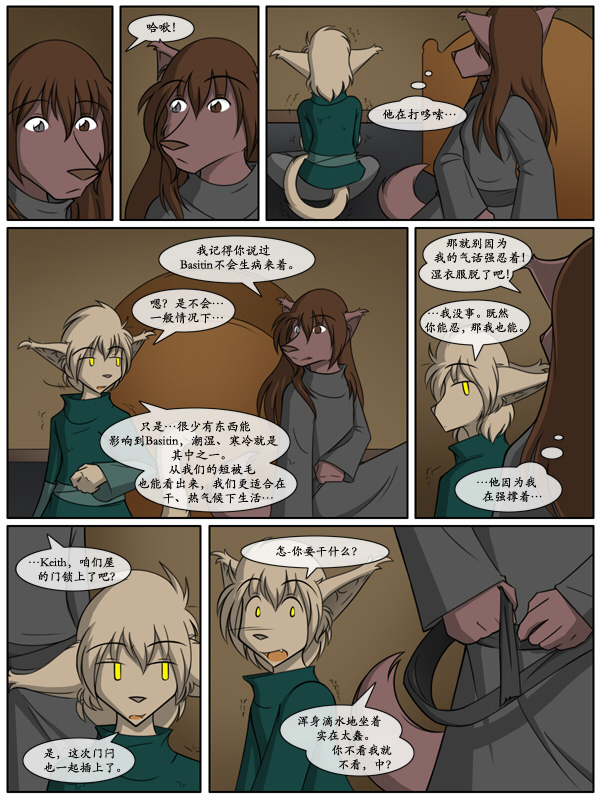 哈啾！
他在打哆嗦…
我记得你说过
Basitin不会生病来着。
嗯？是不会…
一般情况下…
只是…很少有东西能
影响到Basitin，潮湿、寒冷就是
其中之一。
从我们的短被毛
也能看出来，我们更适合在
干、热气候下生活…
那就别因为
我的气话强忍着！
湿衣服脱了吧！
…我没事。既然
你能忍，那我也能。
…他因为我
在强撑着…
…Keith，咱们屋
的门锁上了吧？
是，这次门闩
也一起插上了。
怎-你要干什么？
浑身滴水地坐着
实在太蠢。
你不看我就
不看，中？